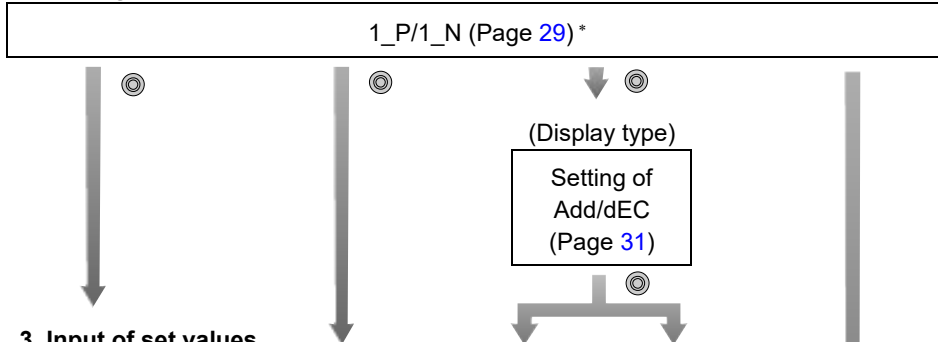 1_P/1_N (Page 29) *
(Display type)
Setting of
Add/dEC
(Page 31)
3. Input of set values